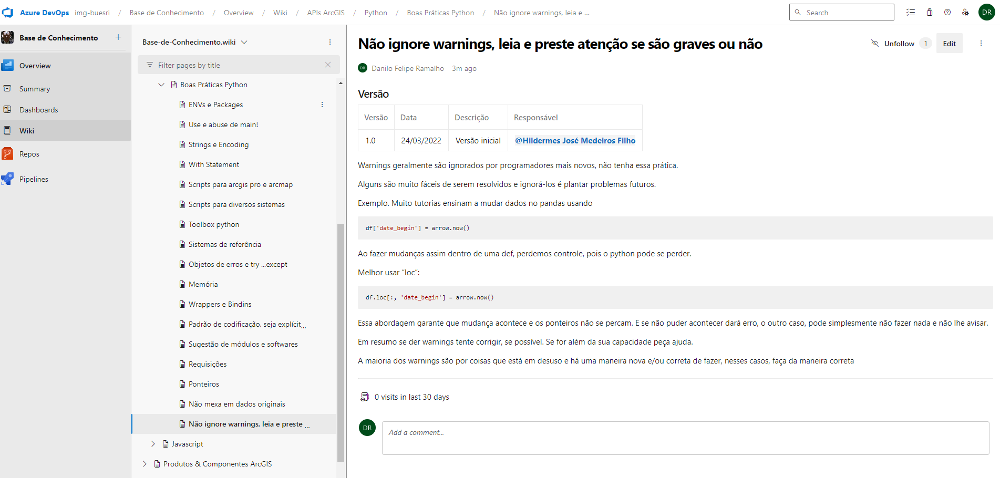 Azure DevOps img-buesri / Base de Conhecimento / Overview / Wiki / APIs ArcGIS / Python / Boas Práticas Python / Não ignore warnings, leia e ...
Search
DR
Base de Conhecimento +
Overview
Summary
Dashboards
Wiki
Repos
Pipelines
Base-de-Conhecimento.wiki
Filter pages by title
Boas Práticas Python
ENVs e Packages
Use e abuse de main!
Strings e Encoding
With Statement
Scripts para arcgis pro e arcmap
Scripts para diversos sistemas
Toolbox python
Sistemas de referência
Objetos de erros e try ...except
Memória
Wrappers e Bindins
Padrão de codificação, seja explícit...
Sugestão de módulos e softwares
Requisições
Ponteiros
Não mexa em dados originais
Não ignore warnings, leia e preste ...
Javascript
Produtos & Componentes ArcGIS
Não ignore warnings, leia e preste atenção se são graves ou não
Unfollow 1 Edit
DR Danilo Felipe Ramalho 3m ago
Versão
Versão Data Descrição Responsável
1.0 24/03/2022 Versão inicial @Hildermes José Medeiros Filho
Warnings geralmente são ignorados por programadores mais novos, não tenha essa prática.
Alguns são muito fáceis de serem resolvidos e ignorá-los é plantar problemas futuros.
Exemplo. Muito tutorias ensinam a mudar dados no pandas usando
df['date_begin'] = arrow.now()
Ao fazer mudanças assim dentro de uma def, perdemos controle, pois o python pode se perder.
Melhor usar “loc”:
df.loc[:, 'date_begin'] = arrow.now()
Essa abordagem garante que mudança acontece e os ponteiros não se percam. E se não puder acontecer dará erro, o outro caso, pode simplesmente não fazer nada e não lhe avisar.
Em resumo se der warnings tente corrigir, se possível. Se for além da sua capacidade peça ajuda.
A maioria dos warnings são por coisas que está em desuso e há uma maneira nova e/ou correta de fazer, nesses casos, faça da maneira correta
0 visits in last 30 days
DR
Add a comment...